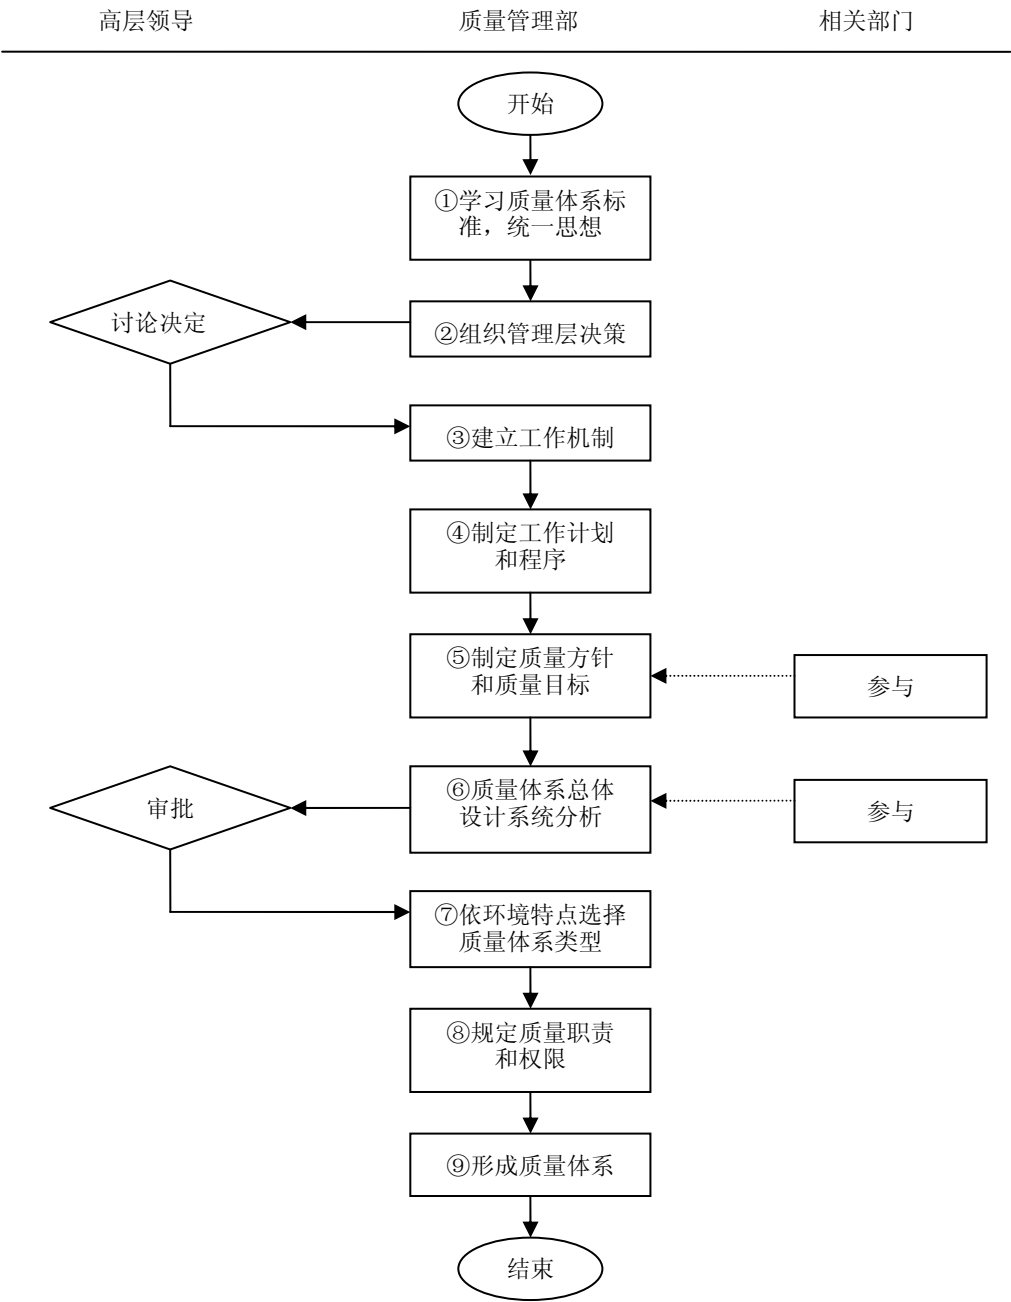 高层领导
质量管理部
相关部门
开始
①学习质量体系标
准，统一思想
讨论决定
②组织管理层决策
③建立工作机制
④制定工作计划
和程序
⑤制定质量方针
和质量目标
参与
审批
⑥质量体系总体
设计系统分析
参与
⑦依环境特点选择
质量体系类型
⑧规定质量职责
和权限
⑨形成质量体系
结束